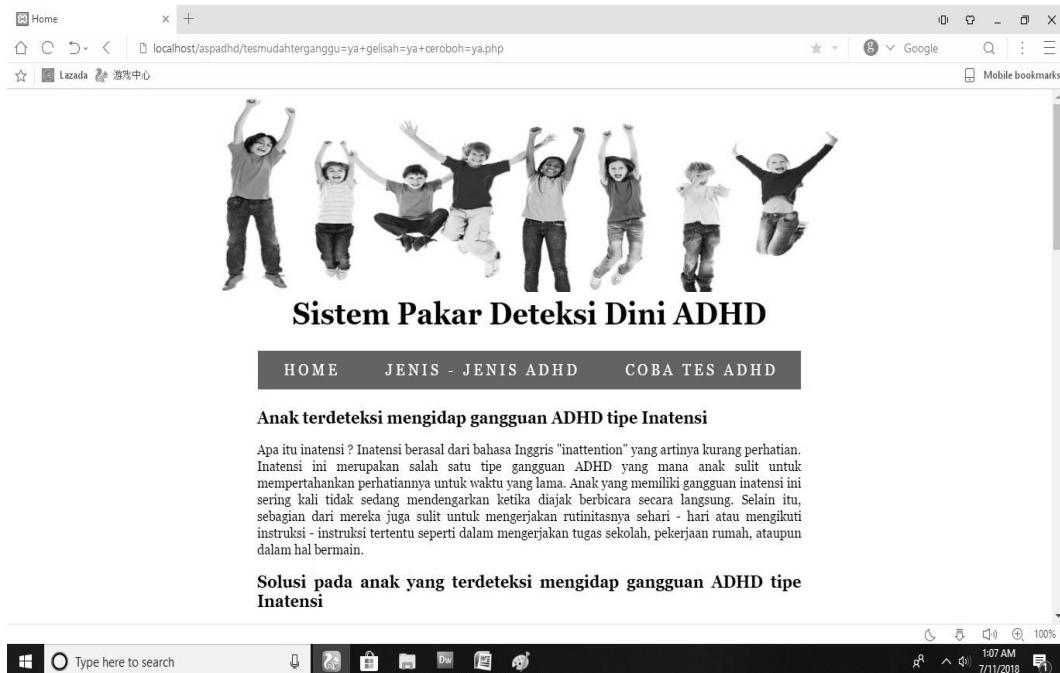 Home
localhost/aspadhd/tesmudahterganggu=ya+gelisah=ya+ceroboh=ya.php
Google
Lazada 游戏中心
Mobile bookmarks
Sistem Pakar Deteksi Dini ADHD
HOME JENIS - JENIS ADHD COBA TES ADHD
Anak terdeteksi mengidap gangguan ADHD tipe Inatensi
Apa itu inatensi ? Inatensi berasal dari bahasa Inggris "inattention" yang artinya kurang perhatian.
Inatensi ini merupakan salah satu tipe gangguan ADHD yang mana anak sulit untuk
mempertahankan perhatiannya untuk waktu yang lama. Anak yang memiliki gangguan inatensi ini
sering kali tidak sedang mendengarkan ketika diajak berbicara secara langsung. Selain itu,
sebagian dari mereka juga sulit untuk mengerjakan rutinitasnya sehari - hari atau mengikuti
instruksi - instruksi tertentu seperti dalam mengerjakan tugas sekolah, pekerjaan rumah, ataupun
dalam hal bermain.
Solusi pada anak yang terdeteksi mengidap gangguan ADHD tipe
Inatensi
100%
Type here to search
Dw
1:07 AM
7/11/2018